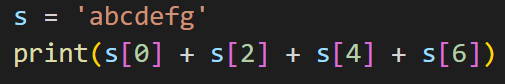 s = 'abcdefg'
print(s[0] + s[2] + s[4] + s[6])